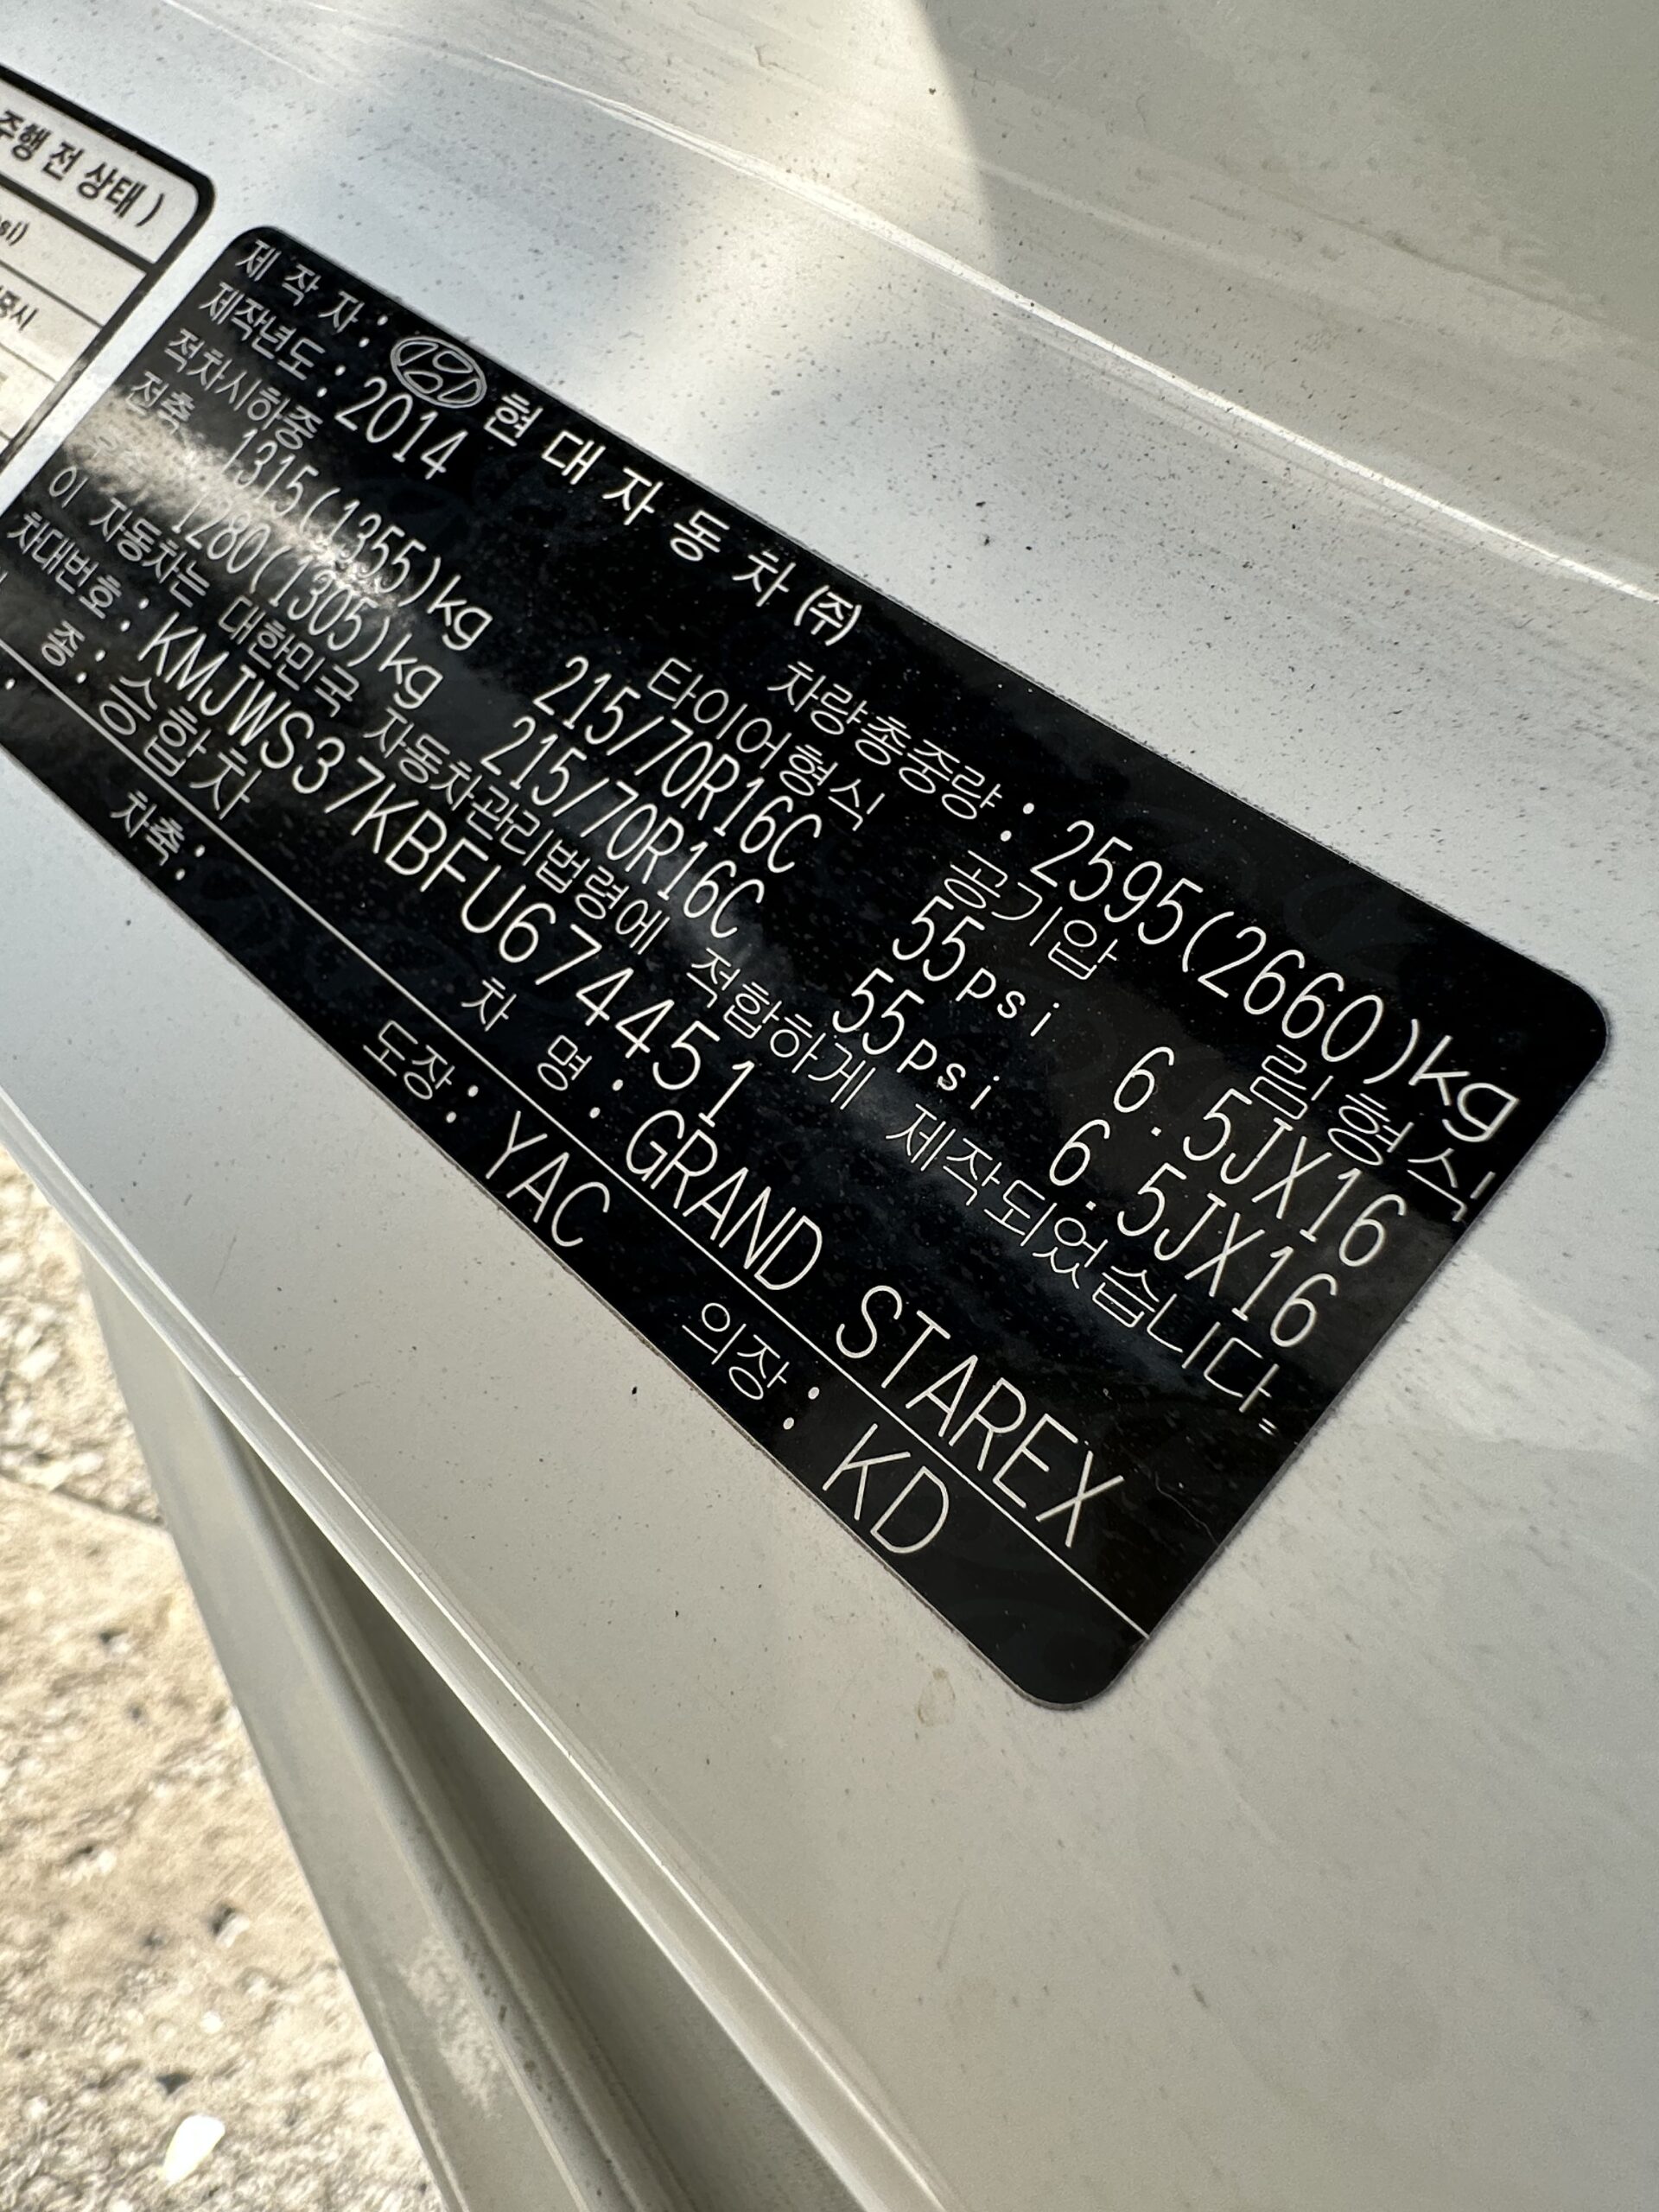 주행 전 상태 )
si)
중시
제 작 자 : 현 대 자 동 차 ㈜
제작년도 : 2014 차량총중량 : 2595(2660)kg
적차시하중 타이어형식 공기압 림형식
전축 1315(1355)kg 215/70R16C 55psi 6.5JX16
1280(1305)kg 215/70R16C 55psi 6.5JX16
이 자동차는 대한민국 자동차관리법령에 적합하게 제작되었습니다.
차대번호 : KMJWS37KBFU674451
종 : 승합차 차 명 : GRAND STAREX
차축: 도장: YAC 의장: KD